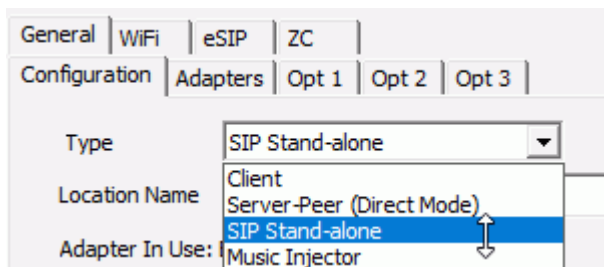 General WiFi eSIP ZC
Configuration Adapters Opt 1 Opt 2 Opt 3
Type SIP Stand-alone
Client
Location Name Server-Peer (Direct Mode)
SIP Stand-alone
Adapter In Use: Music Injector